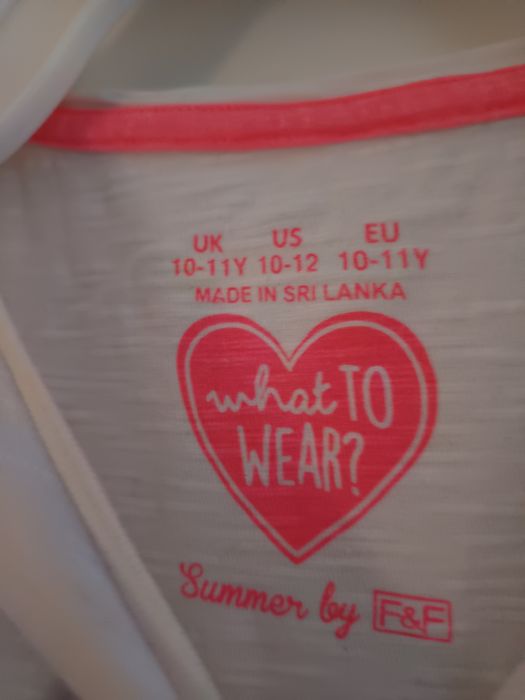 UK US EU
10-11Y 10-12 10-11Y
MADE IN SRI LANKA
what TO
WEAR?
Summer by F&F